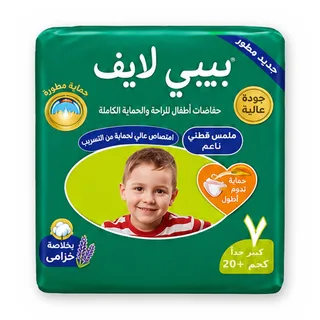 جديد مطور
بيبي لايف®
حفاضات أطفال للراحة والحماية الكاملة
حماية مطورة
جودة
عالية
ملمس قطني
ناعم
امتصاص عالي لحماية من التسريب
حماية
تدوم
أطول
بخلاصة
خزامى
٧
كبير جداً
+20 كجم